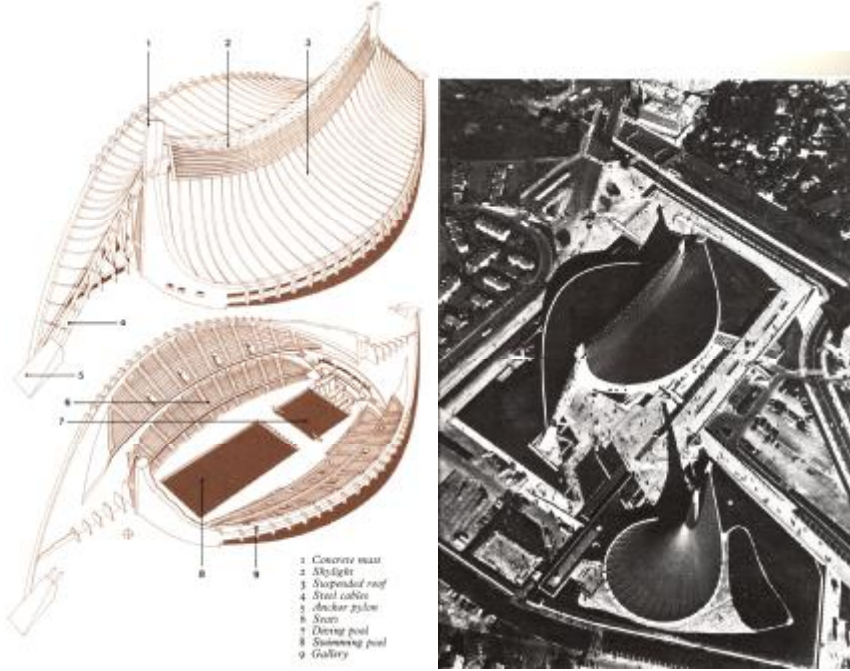 1 2 3
4
5
6
7
8 9
1 Concrete mast
2 Skylight
3 Suspended roof
4 Steel cables
5 Anchor pylon
6 Seats
7 Diving pool
8 Swimming pool
9 Gallery